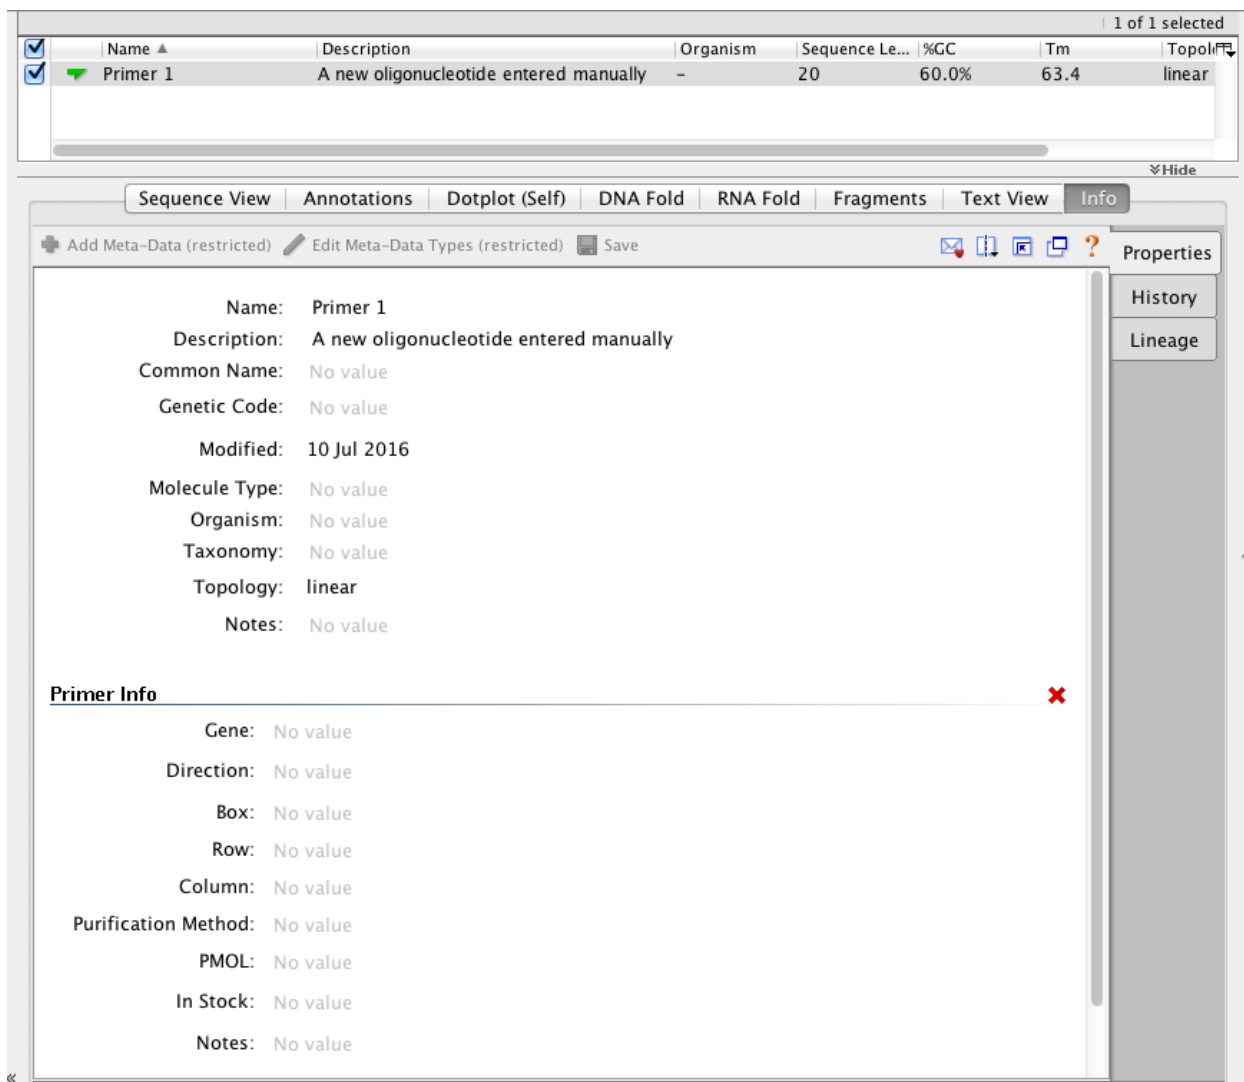 1 of 1 selected
Name Description Organism Sequence Le... %GC Tm Topol
Primer 1 A new oligonucleotide entered manually - 20 60.0% 63.4 linear
Hide
Sequence View Annotations Dotplot (Self) DNA Fold RNA Fold Fragments Text View Info
Add Meta-Data (restricted) Edit Meta-Data Types (restricted) Save ? Properties
History
Lineage
Name: Primer 1
Description: A new oligonucleotide entered manually
Common Name: No value
Genetic Code: No value
Modified: 10 Jul 2016
Molecule Type: No value
Organism: No value
Taxonomy: No value
Topology: linear
Notes: No value
Primer Info
Gene: No value
Direction: No value
Box: No value
Row: No value
Column: No value
Purification Method: No value
PMOL: No value
In Stock: No value
Notes: No value